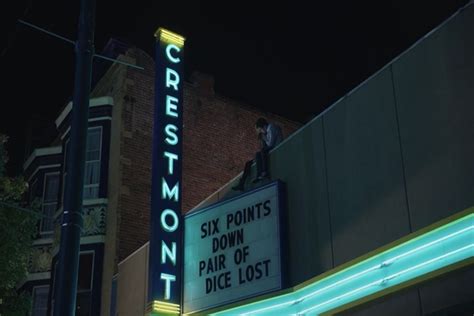 CRESTMONT
SIX POINTS
DOWN
PAIR OF
DICE LOST